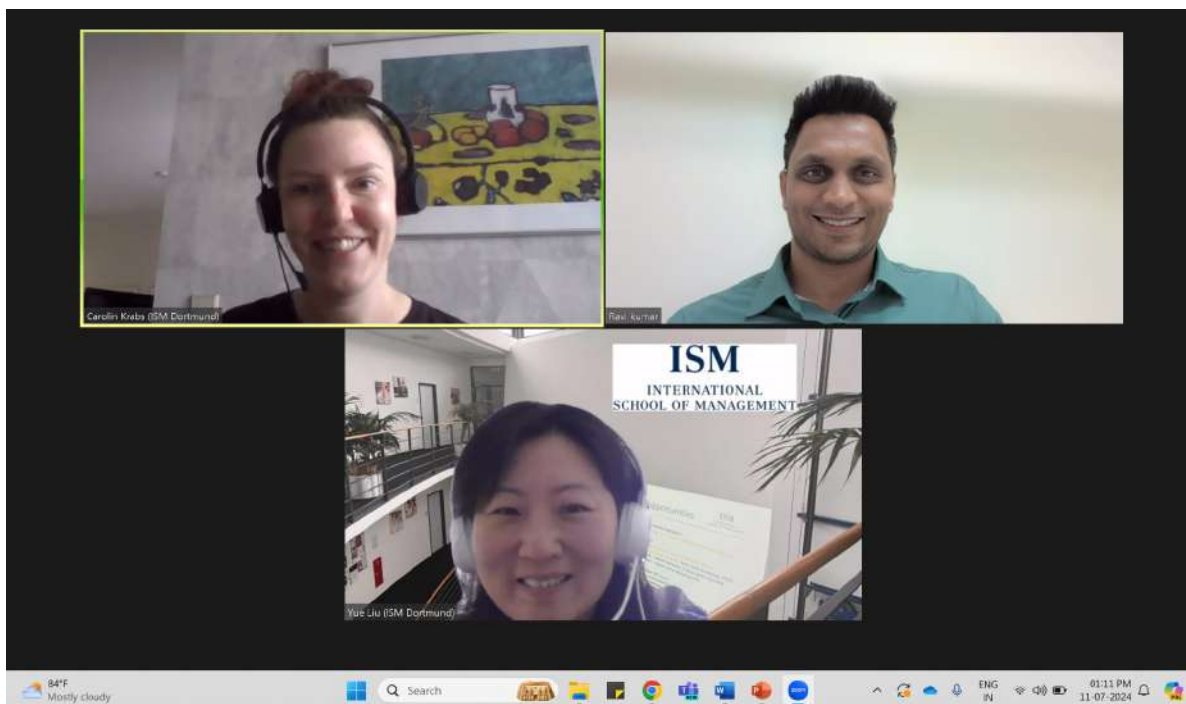 Carolin Krabs (ISM Dortmund)
Ravi kumar
ISM
INTERNATIONAL
SCHOOL OF MANAGEMENT
Yue Liu (ISM Dortmund)
84°F
Mostly cloudy
Search
ENG
IN
01:11 PM
11-07-2024